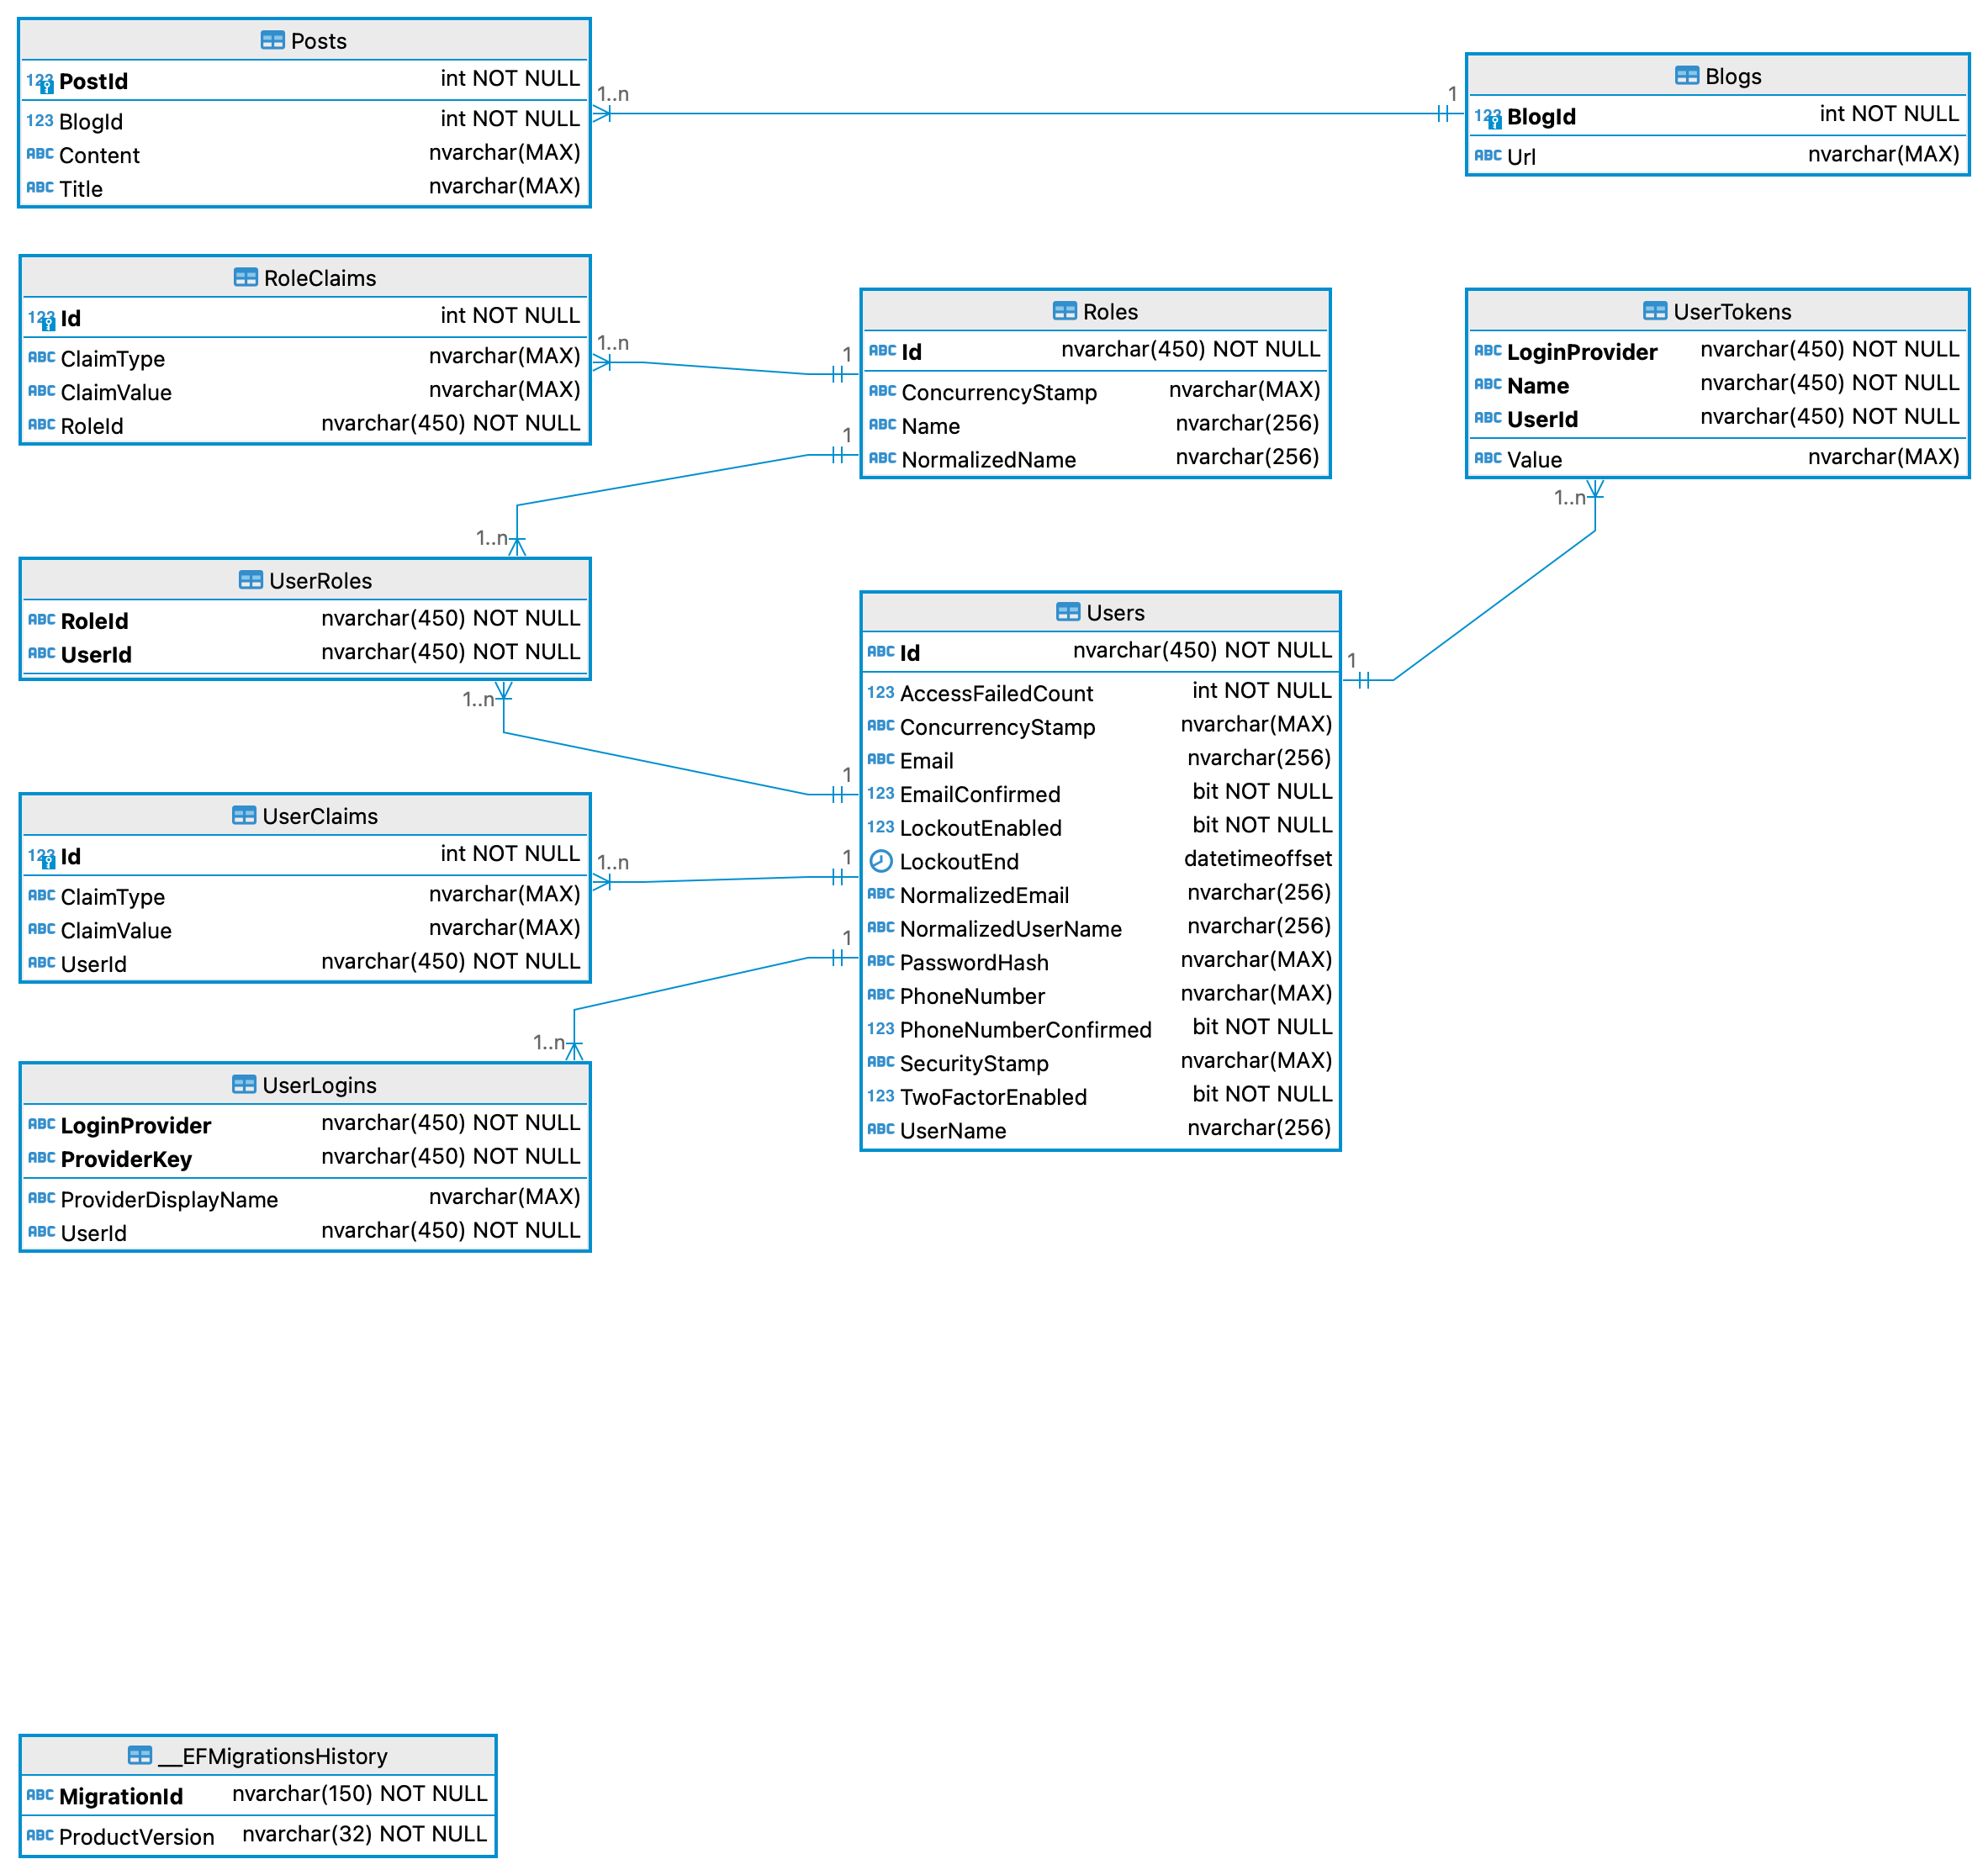 Posts
123 PostId int NOT NULL
123 BlogId int NOT NULL
ABC Content nvarchar(MAX)
ABC Title nvarchar(MAX)
1..n
1
Blogs
123 BlogId int NOT NULL
ABC Url nvarchar(MAX)
RoleClaims
123 Id int NOT NULL
ABC ClaimType nvarchar(MAX)
ABC ClaimValue nvarchar(MAX)
ABC RoleId nvarchar(450) NOT NULL
1..n
1
Roles
ABC Id nvarchar(450) NOT NULL
ABC ConcurrencyStamp nvarchar(MAX)
ABC Name nvarchar(256)
ABC NormalizedName nvarchar(256)
1
1..n
UserTokens
ABC LoginProvider nvarchar(450) NOT NULL
ABC Name nvarchar(450) NOT NULL
ABC UserId nvarchar(450) NOT NULL
ABC Value nvarchar(MAX)
1..n
1
UserRoles
ABC RoleId nvarchar(450) NOT NULL
ABC UserId nvarchar(450) NOT NULL
1..n
1
Users
ABC Id nvarchar(450) NOT NULL
123 AccessFailedCount int NOT NULL
ABC ConcurrencyStamp nvarchar(MAX)
ABC Email nvarchar(256)
123 EmailConfirmed bit NOT NULL
123 LockoutEnabled bit NOT NULL
LockoutEnd datetimeoffset
ABC NormalizedEmail nvarchar(256)
ABC NormalizedUserName nvarchar(256)
ABC PasswordHash nvarchar(MAX)
ABC PhoneNumber nvarchar(MAX)
123 PhoneNumberConfirmed bit NOT NULL
ABC SecurityStamp nvarchar(MAX)
123 TwoFactorEnabled bit NOT NULL
ABC UserName nvarchar(256)
UserClaims
123 Id int NOT NULL
ABC ClaimType nvarchar(MAX)
ABC ClaimValue nvarchar(MAX)
ABC UserId nvarchar(450) NOT NULL
1..n
1
1
1..n
UserLogins
ABC LoginProvider nvarchar(450) NOT NULL
ABC ProviderKey nvarchar(450) NOT NULL
ABC ProviderDisplayName nvarchar(MAX)
ABC UserId nvarchar(450) NOT NULL
__EFMigrationsHistory
ABC MigrationId nvarchar(150) NOT NULL
ABC ProductVersion nvarchar(32) NOT NULL